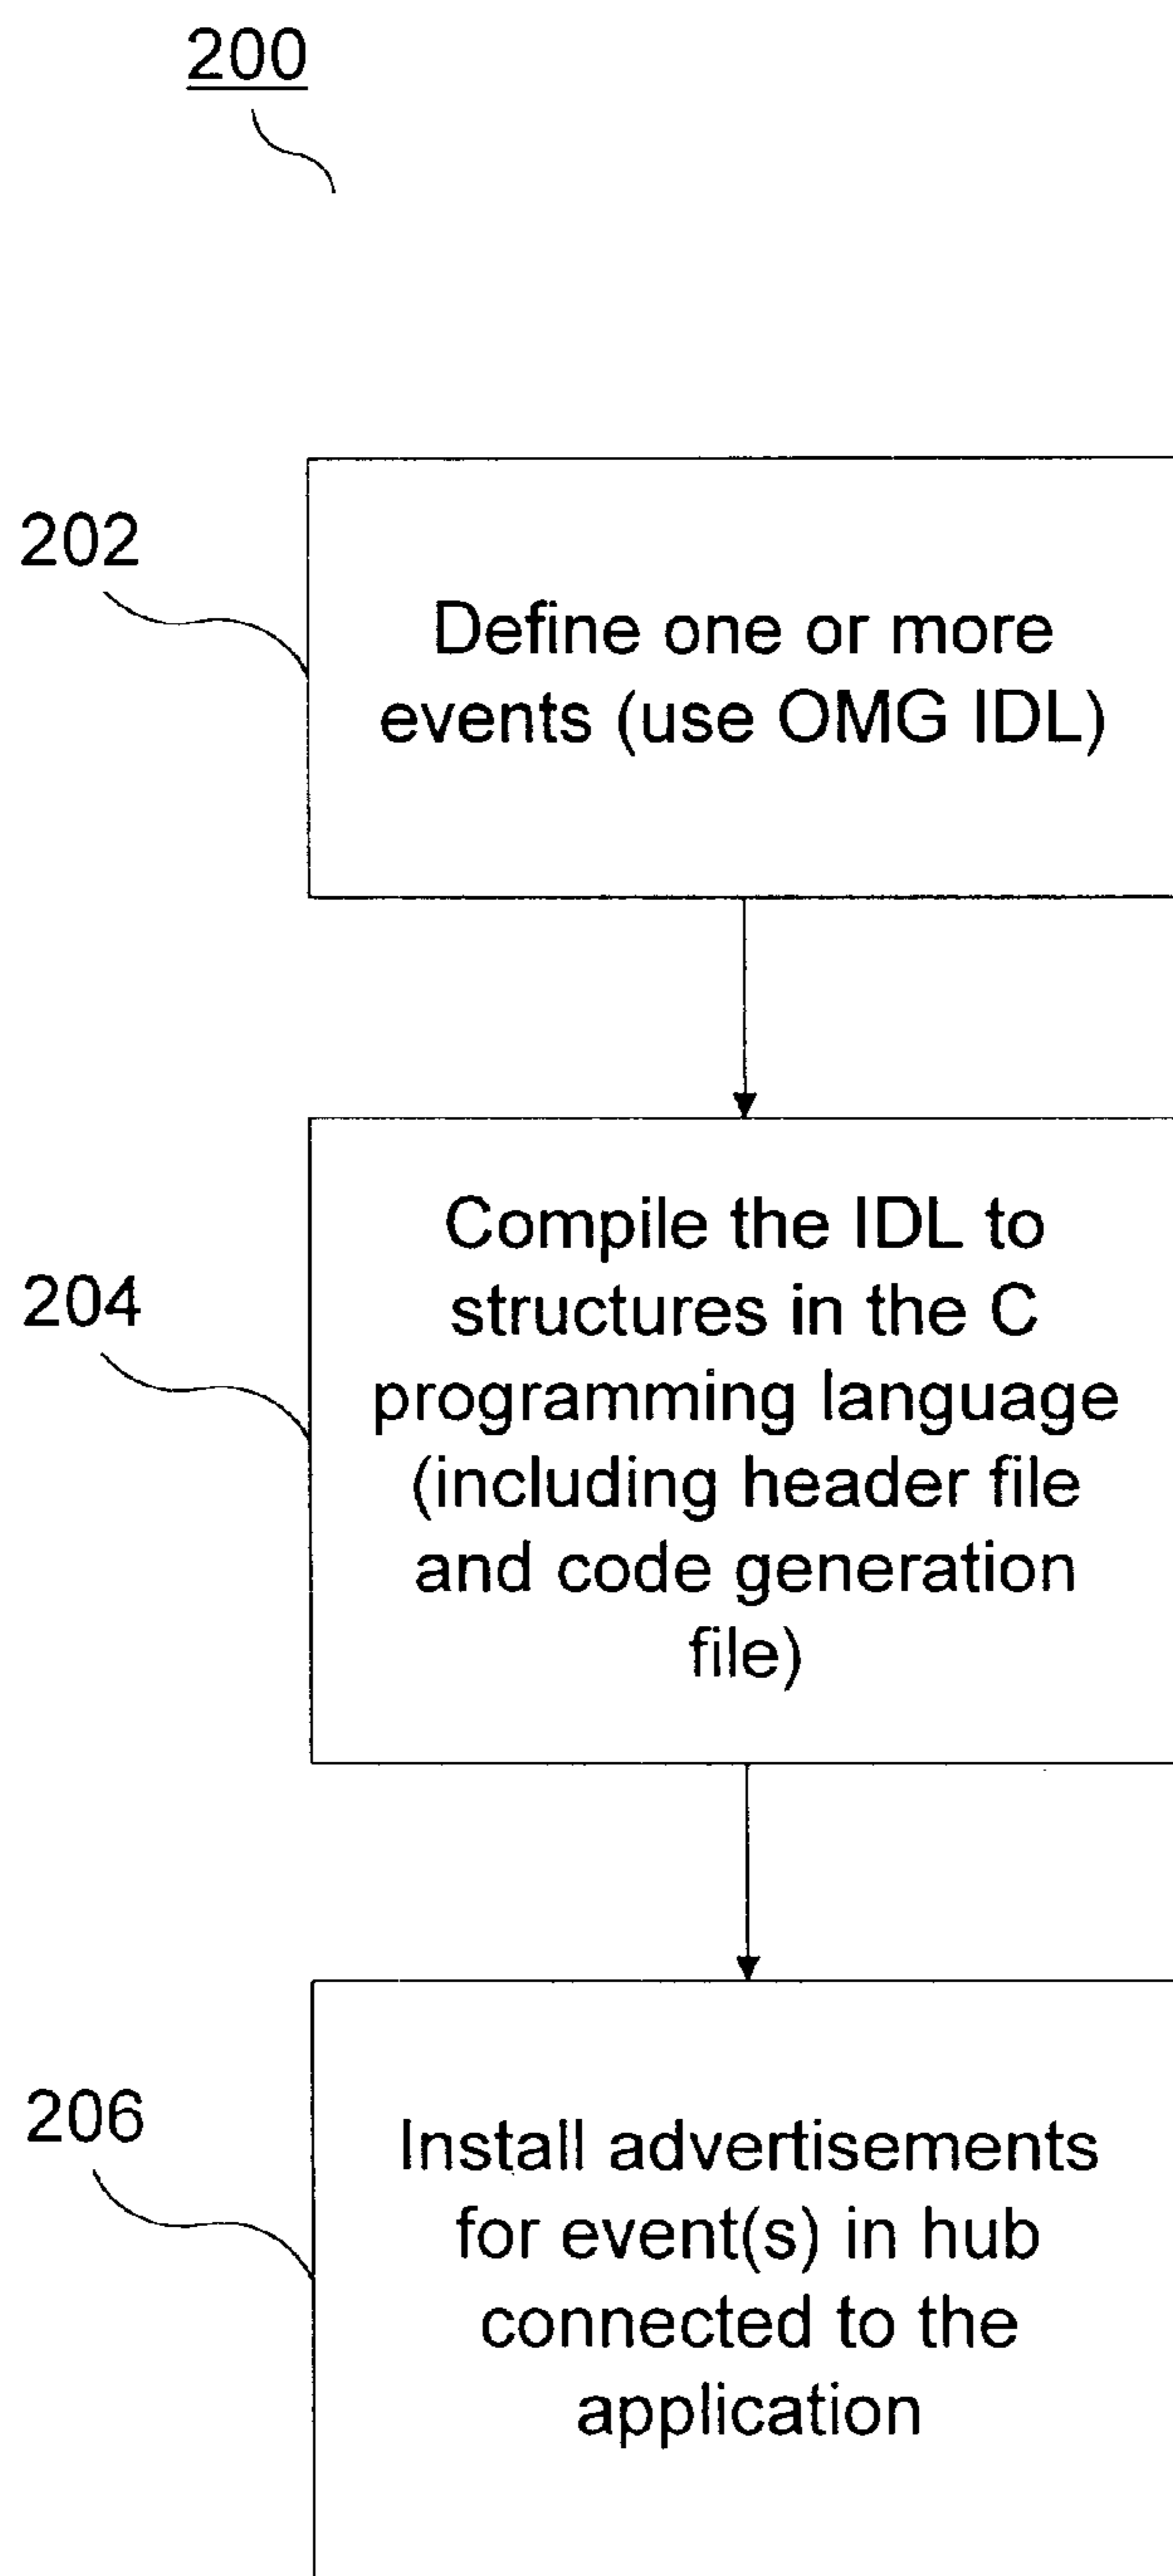 200
202
Define one or more
events (use OMG IDL)
204
Compile the IDL to
structures in the C
programming language
(including header file
and code generation
file)
206
Install advertisements
for event(s) in hub
connected to the
application